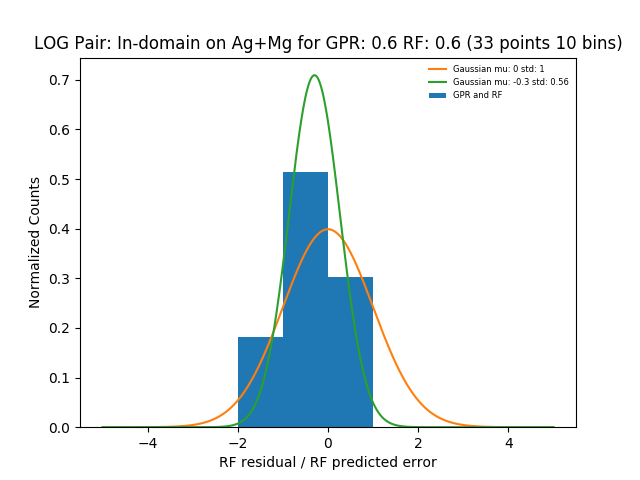 LOG Pair: In-domain on Ag+Mg for GPR: 0.6 RF: 0.6 (33 points 10 bins)
Gaussian mu: 0 std: 1
Gaussian mu: -0.3 std: 0.56
GPR and RF
Normalized Counts
0.7
0.6
0.5
0.4
0.3
0.2
0.1
0.0
−4 −2 0 2 4
RF residual / RF predicted error